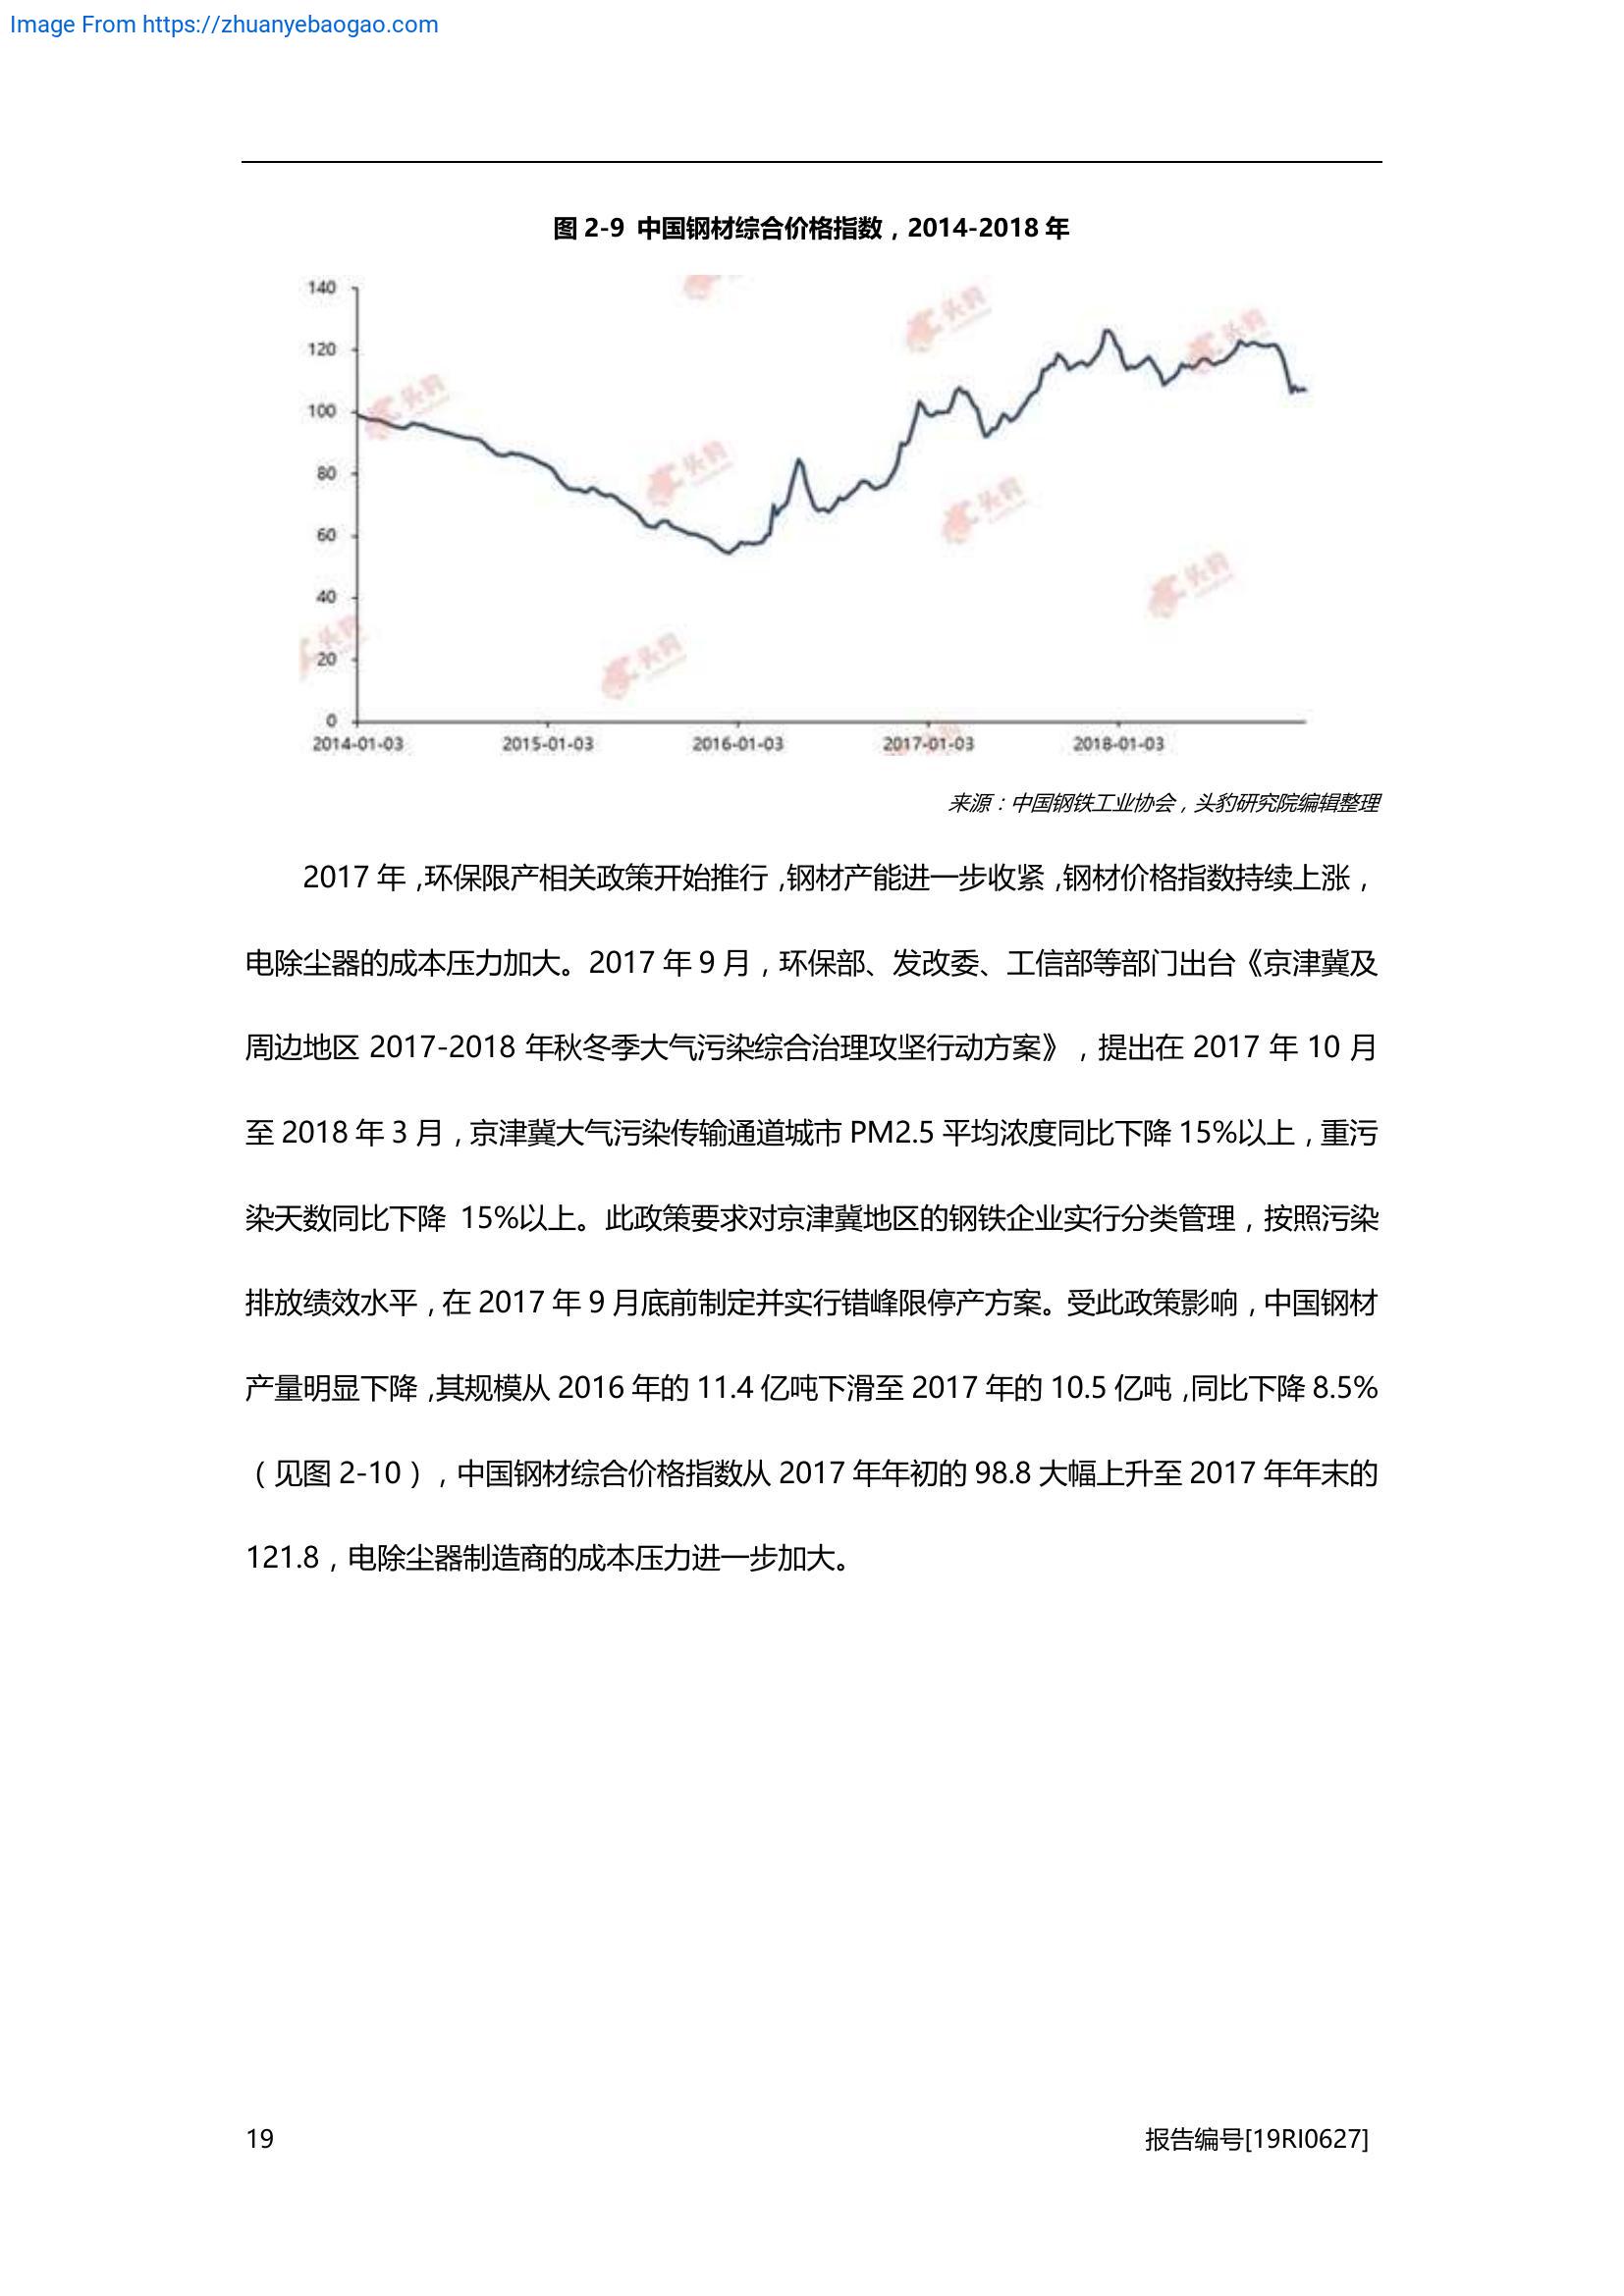 Image From https://zhuanyebaogao.com
图 2-9 中国钢材综合价格指数，2014-2018 年
140
120
100
80
60
40
20
0
2014-01-03 2015-01-03 2016-01-03 2017-01-03 2018-01-03
头豹
头豹
头豹
头豹
头豹
头豹
头豹
头豹
来源：中国钢铁工业协会，头豹研究院编辑整理
2017 年，环保限产相关政策开始推行，钢材产能进一步收紧，钢材价格指数持续上涨，
电除尘器的成本压力加大。2017 年 9 月，环保部、发改委、工信部等部门出台《京津冀及
周边地区 2017-2018 年秋冬季大气污染综合治理攻坚行动方案》，提出在 2017 年 10 月
至 2018 年 3 月，京津冀大气污染传输通道城市 PM2.5 平均浓度同比下降 15%以上，重污
染天数同比下降 15%以上。此政策要求对京津冀地区的钢铁企业实行分类管理，按照污染
排放绩效水平，在 2017 年 9 月底前制定并实行错峰限停产方案。受此政策影响，中国钢材
产量明显下降，其规模从 2016 年的 11.4 亿吨下滑至 2017 年的 10.5 亿吨，同比下降 8.5%
（见图 2-10），中国钢材综合价格指数从 2017 年年初的 98.8 大幅上升至 2017 年年末的
121.8，电除尘器制造商的成本压力进一步加大。
19 报告编号[19RI0627]